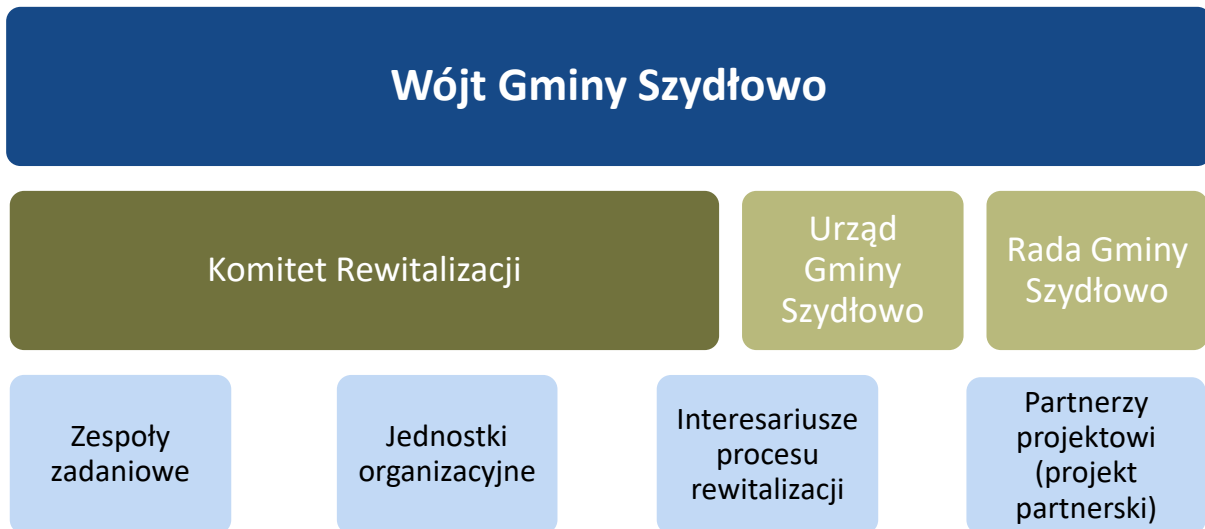 Wójt Gminy Szydłowo
Komitet Rewitalizacji
Urząd
Gminy
Szydłowo
Rada Gminy
Szydłowo
Zespoły
zadaniowe
Jednostki
organizacyjne
Interesariusze
procesu
rewitalizacji
Partnerzy
projektowi
(projekt
partnerski)